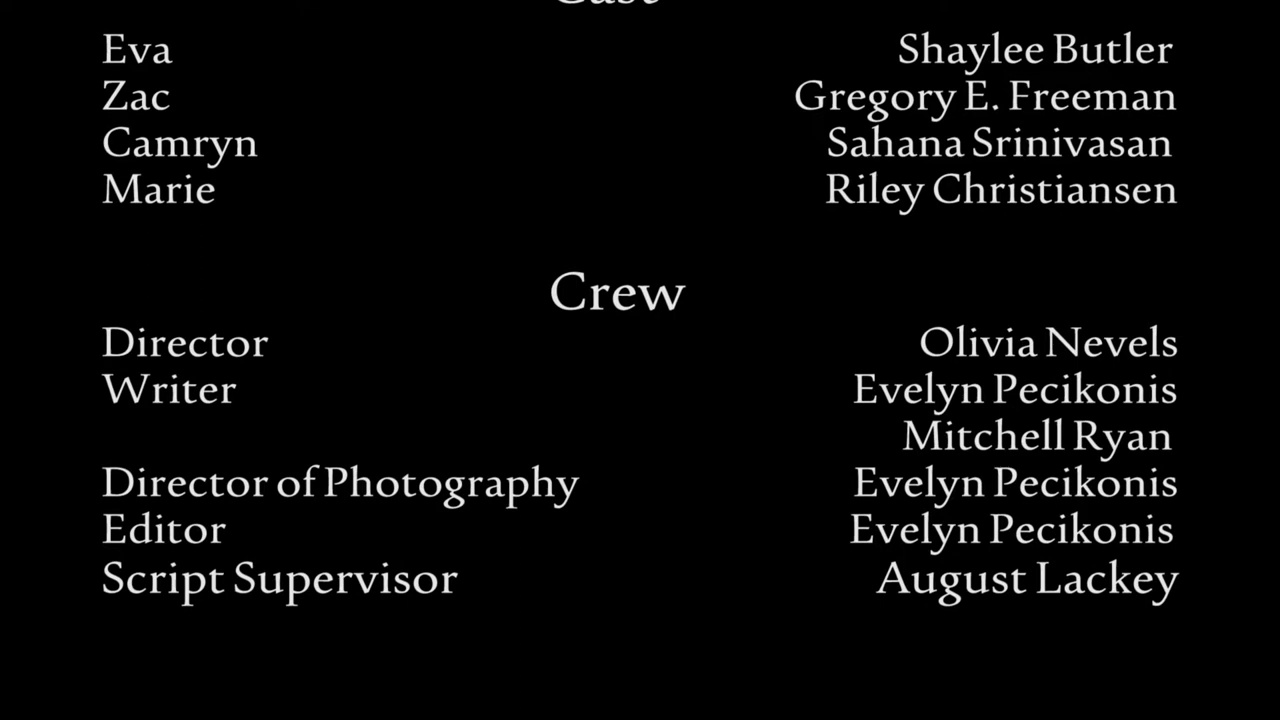 Cast
Eva Shaylee Butler
Zac Gregory E. Freeman
Camryn Sahana Srinivasan
Marie Riley Christiansen
Crew
Director Olivia Nevels
Writer Evelyn Pecikonis
Mitchell Ryan
Director of Photography Evelyn Pecikonis
Editor Evelyn Pecikonis
Script Supervisor August Lackey